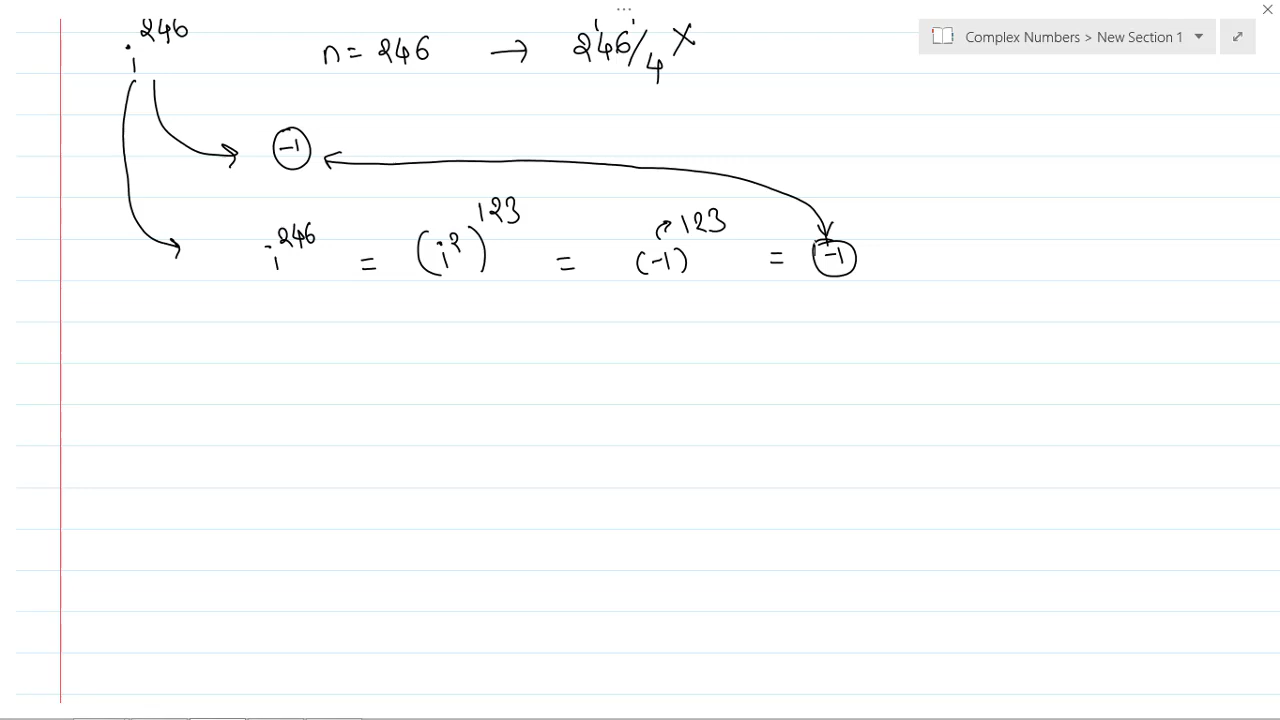 Complex Numbers > New Section 1
i^246 n = 246 → 246/4 X
-1
i^246 = (i^2)^123 = (-1)^123 = -1